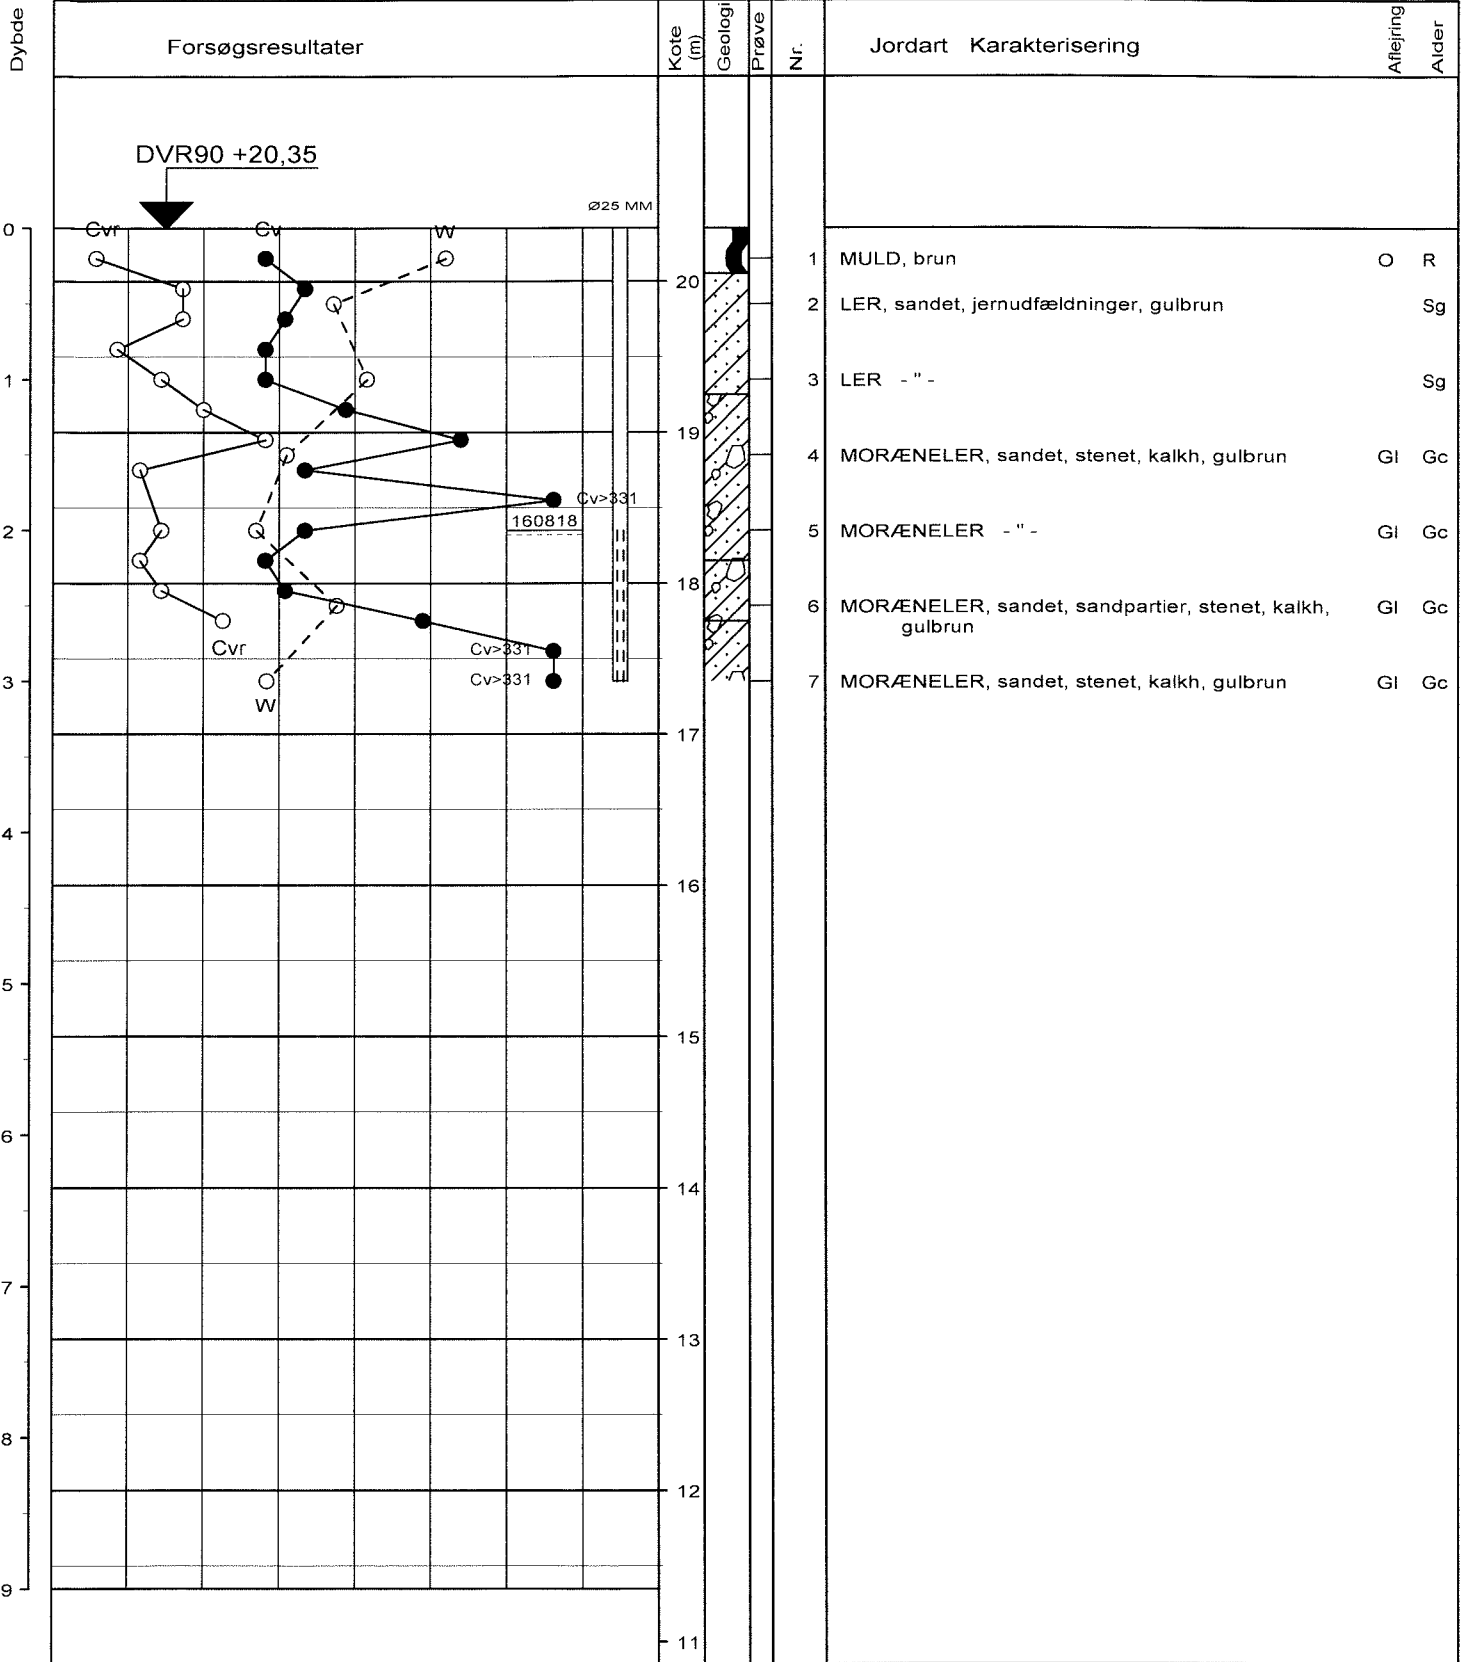 Dybde
Forsøgsresultater
Kote (m)
Geologi
Prøve
Nr.
Jordart Karakterisering
Aflejring
Alder
DVR90 +20,35
Ø25 MM
0
Cvr Cv W
1 MULD, brun O R
20
2 LER, sandet, jernudfældninger, gulbrun Sg
1
3 LER - " - Sg
19
4 MORÆNELER, sandet, stenet, kalkh, gulbrun Gl Gc
Cv>331
160818
2
5 MORÆNELER - " - Gl Gc
18
6 MORÆNELER, sandet, sandpartier, stenet, kalkh, Gl Gc
gulbrun
Cvr
Cv>331
3
Cv>331
7 MORÆNELER, sandet, stenet, kalkh, gulbrun Gl Gc
W
17
4
16
5
15
6
14
7
13
8
12
9
11